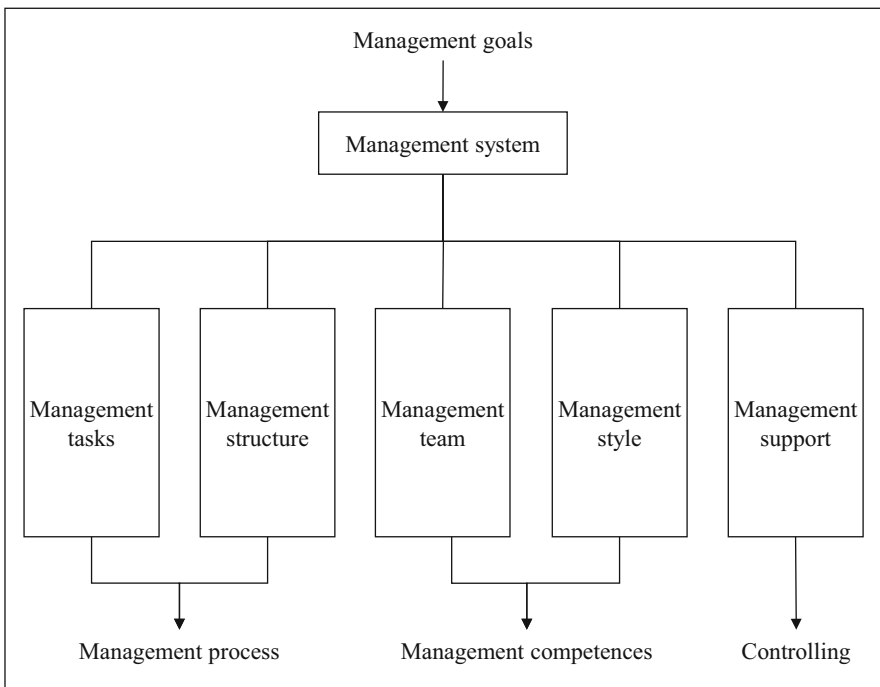 Management goals
Management system
Management
tasks
Management
structure
Management
team
Management
style
Management
support
Management process
Management competences
Controlling